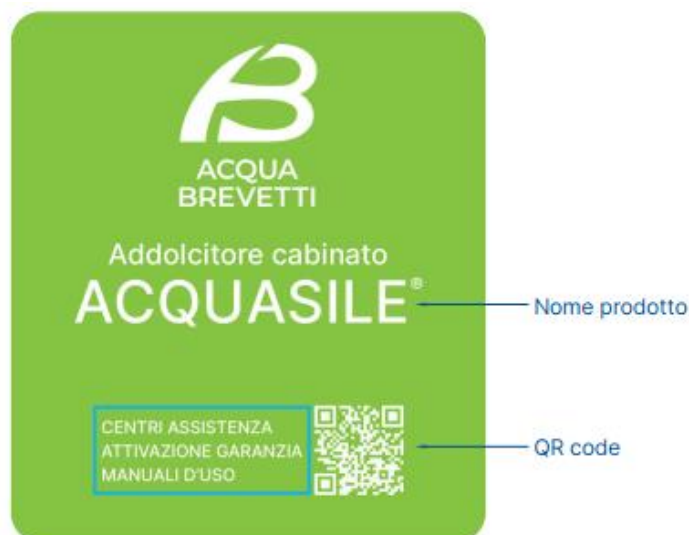 ACQUA
BREVETTI
Addolcitore cabinato
ACQUASILE®
Nome prodotto
CENTRI ASSISTENZA
ATTIVAZIONE GARANZIA
MANUALI D'USO
QR code